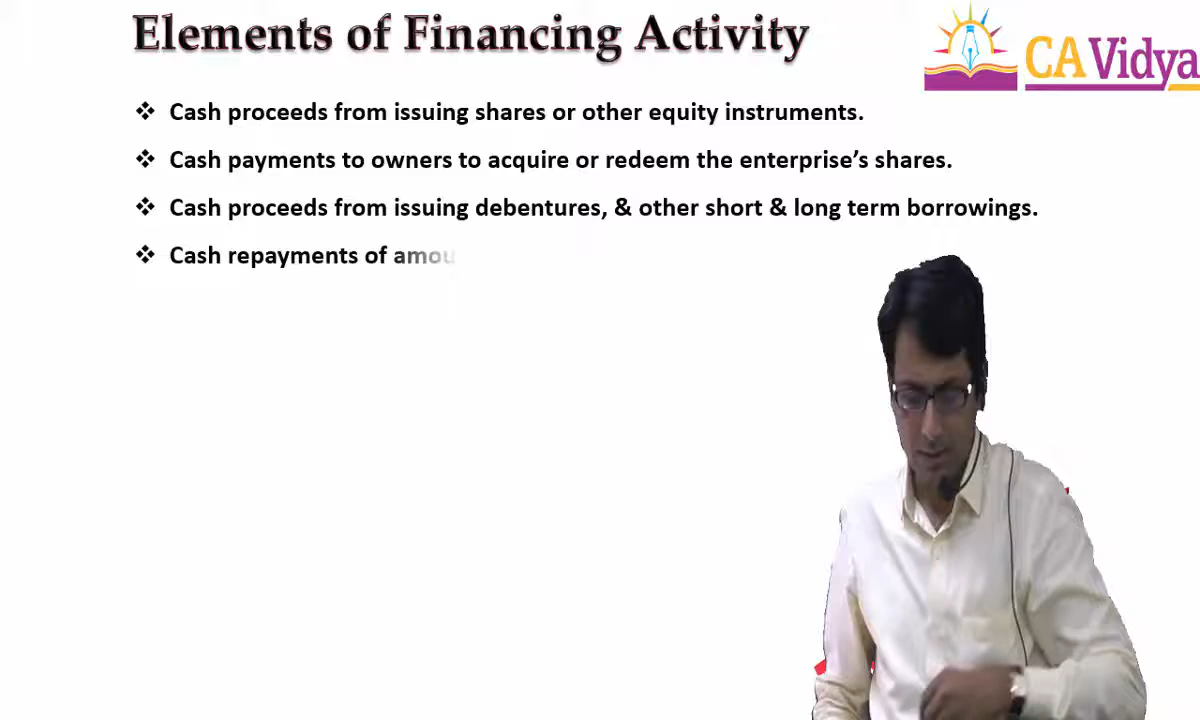 Elements of Financing Activity
CA Vidya
❖ Cash proceeds from issuing shares or other equity instruments.
❖ Cash payments to owners to acquire or redeem the enterprise’s shares.
❖ Cash proceeds from issuing debentures, & other short & long term borrowings.
❖ Cash repayments of amou